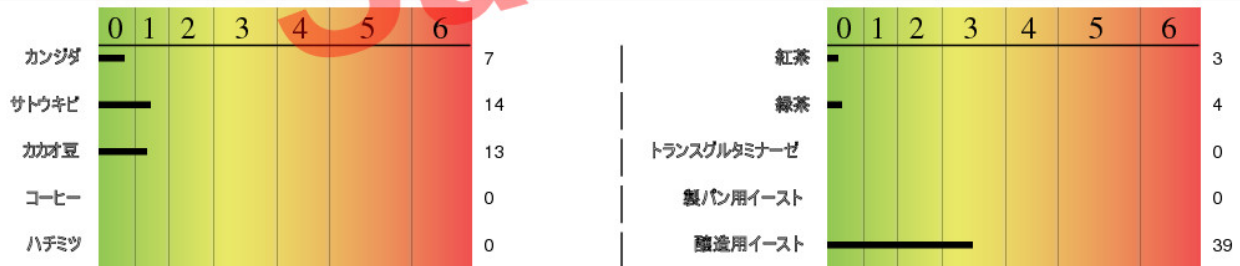 0 1 2 3 4 5 6
カンジダ 7
サトウキビ 14
カカオ豆 13
コーヒー 0
ハチミツ 0
0 1 2 3 4 5 6
紅茶 3
緑茶 4
トランスグルタミナーゼ 0
製パン用イースト 0
醸造用イースト 39